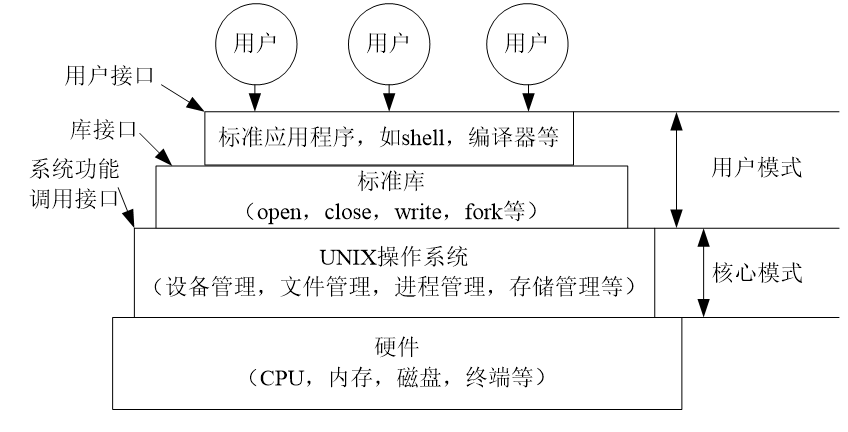 用户
用户
用户
用户接口
标准应用程序，如shell，编译器等
库接口
用户模式
系统功能
调用接口
标准库
（open，close，write，fork等）
UNIX操作系统
（设备管理，文件管理，进程管理，存储管理等）
核心模式
硬件
（CPU，内存，磁盘，终端等）